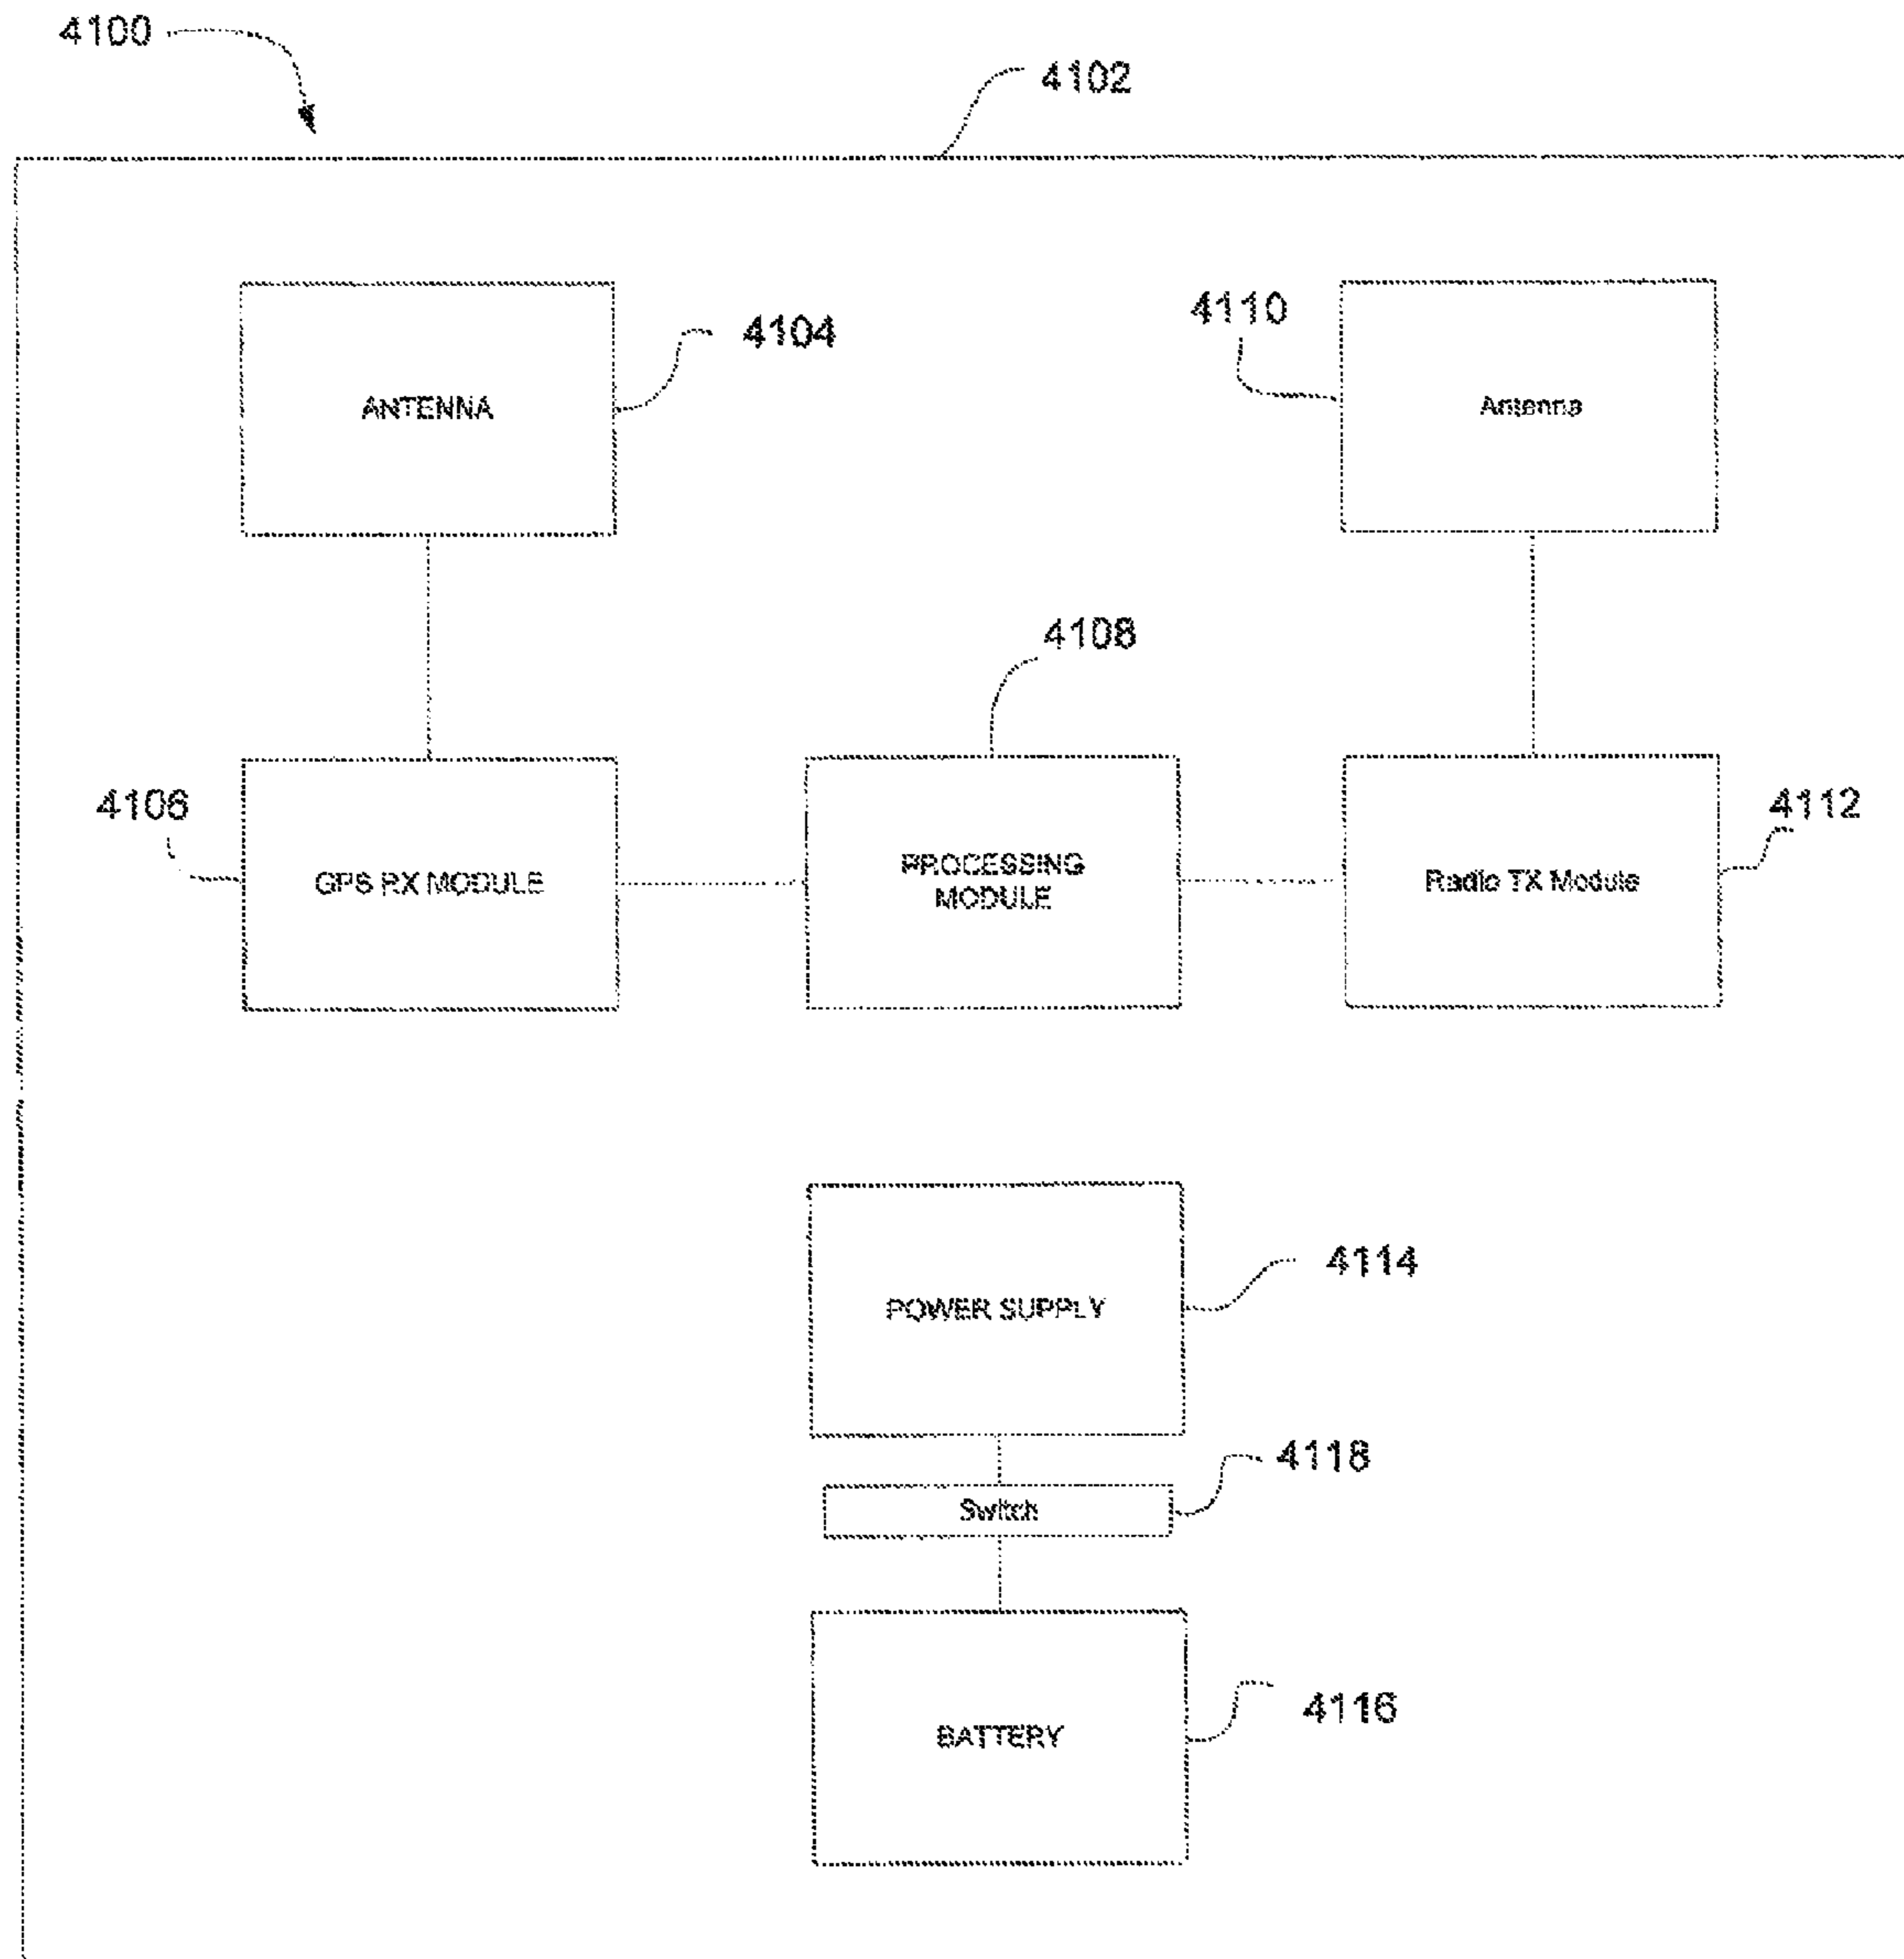 4100
4102
ANTENNA
4104
4110
Antenna
4108
4106
GPS RX MODULE
PROCESSING
MODULE
Radio TX Module
4112
POWER SUPPLY
4114
Switch
4118
BATTERY
4116